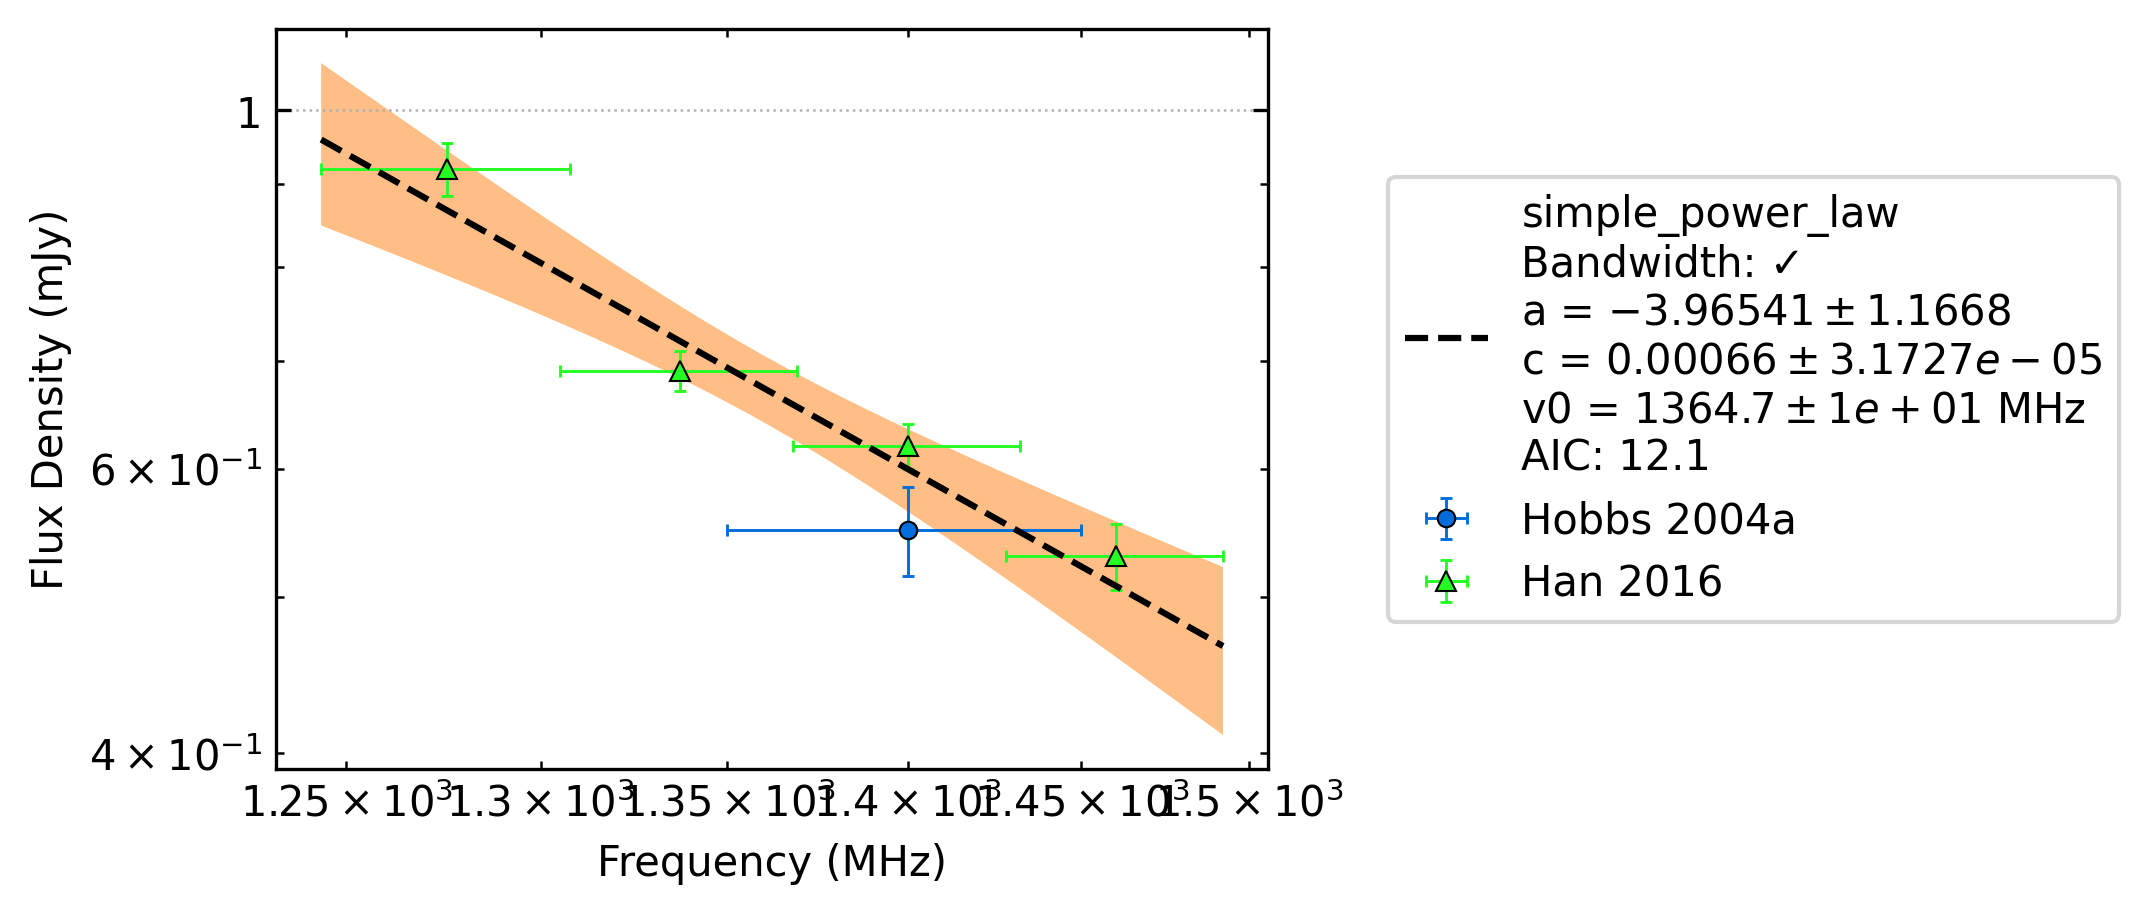 Flux Density (mJy)
1
6 × 10⁻¹
4 × 10⁻¹
1.25 × 10³
1.3 × 10³
1.35 × 10³
1.4 × 10³
1.45 × 10³
1.5 × 10³
Frequency (MHz)
simple_power_law
Bandwidth: ✓
a = −3.96541 ± 1.1668
c = 0.00066 ± 3.1727e − 05
v0 = 1364.7 ± 1e + 01 MHz
AIC: 12.1
Hobbs 2004a
Han 2016